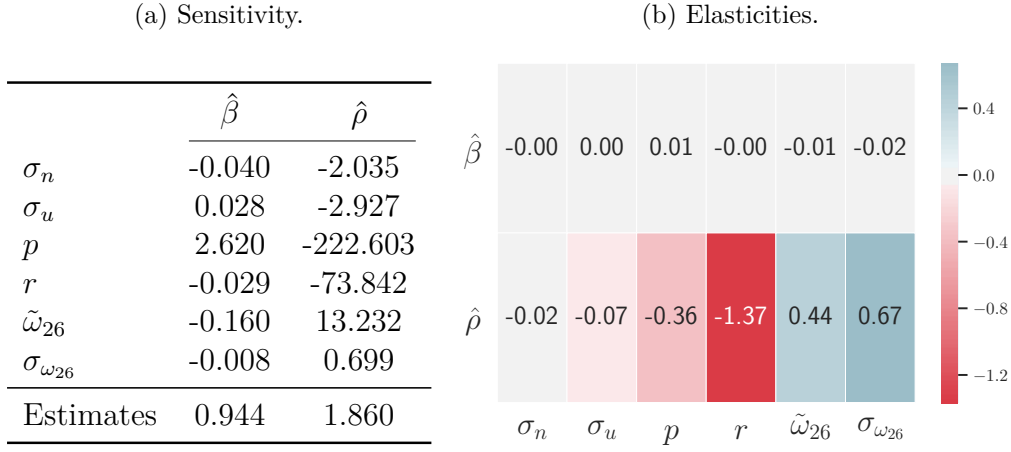 (a) Sensitivity.
β̂ ρ̂
σₙ -0.040 -2.035
σᵤ 0.028 -2.927
p 2.620 -222.603
r -0.029 -73.842
ω̃₂₆ -0.160 13.232
σ_ω₂₆ -0.008 0.699
Estimates 0.944 1.860
(b) Elasticities.
β̂ -0.00 0.00 0.01 -0.00 -0.01 -0.02
ρ̂ -0.02 -0.07 -0.36 -1.37 0.44 0.67
σₙ σᵤ p r ω̃₂₆ σ_ω₂₆
0.4
0.0
−0.4
−0.8
−1.2